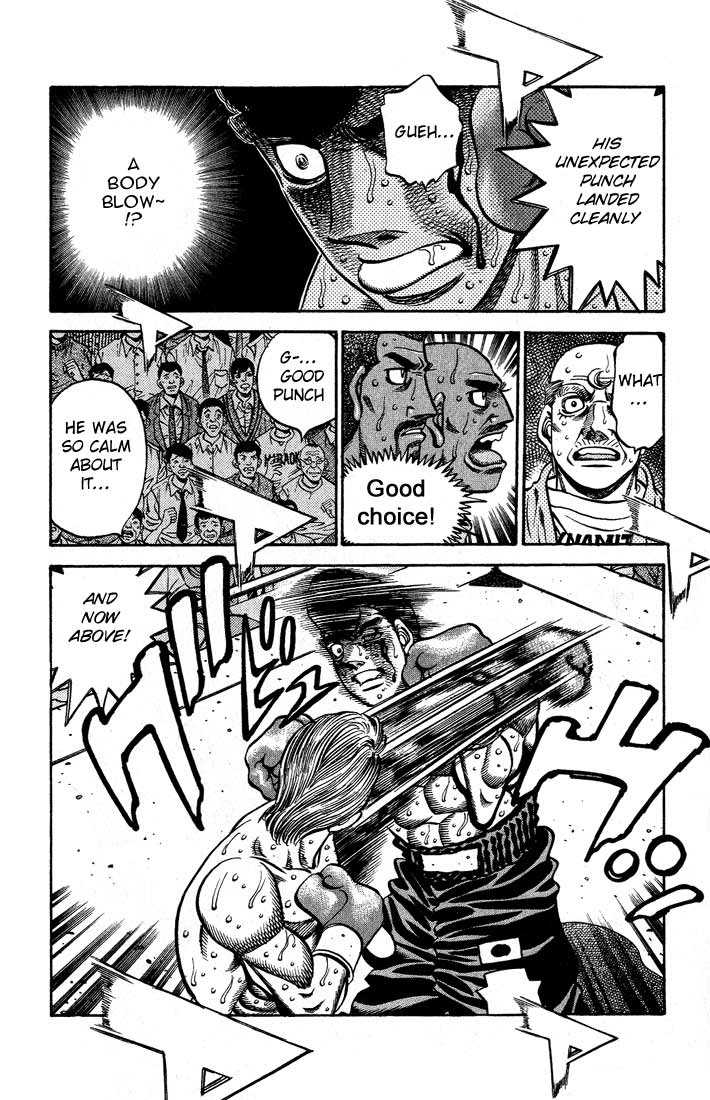 HIS
UNEXPECTED
PUNCH
LANDED
CLEANLY
GUEH...
A
BODY
BLOW~
!?
WHAT
...
Good
choice!
G-...
GOOD
PUNCH
HE WAS
SO CALM
ABOUT
IT...
AND
NOW
ABOVE!